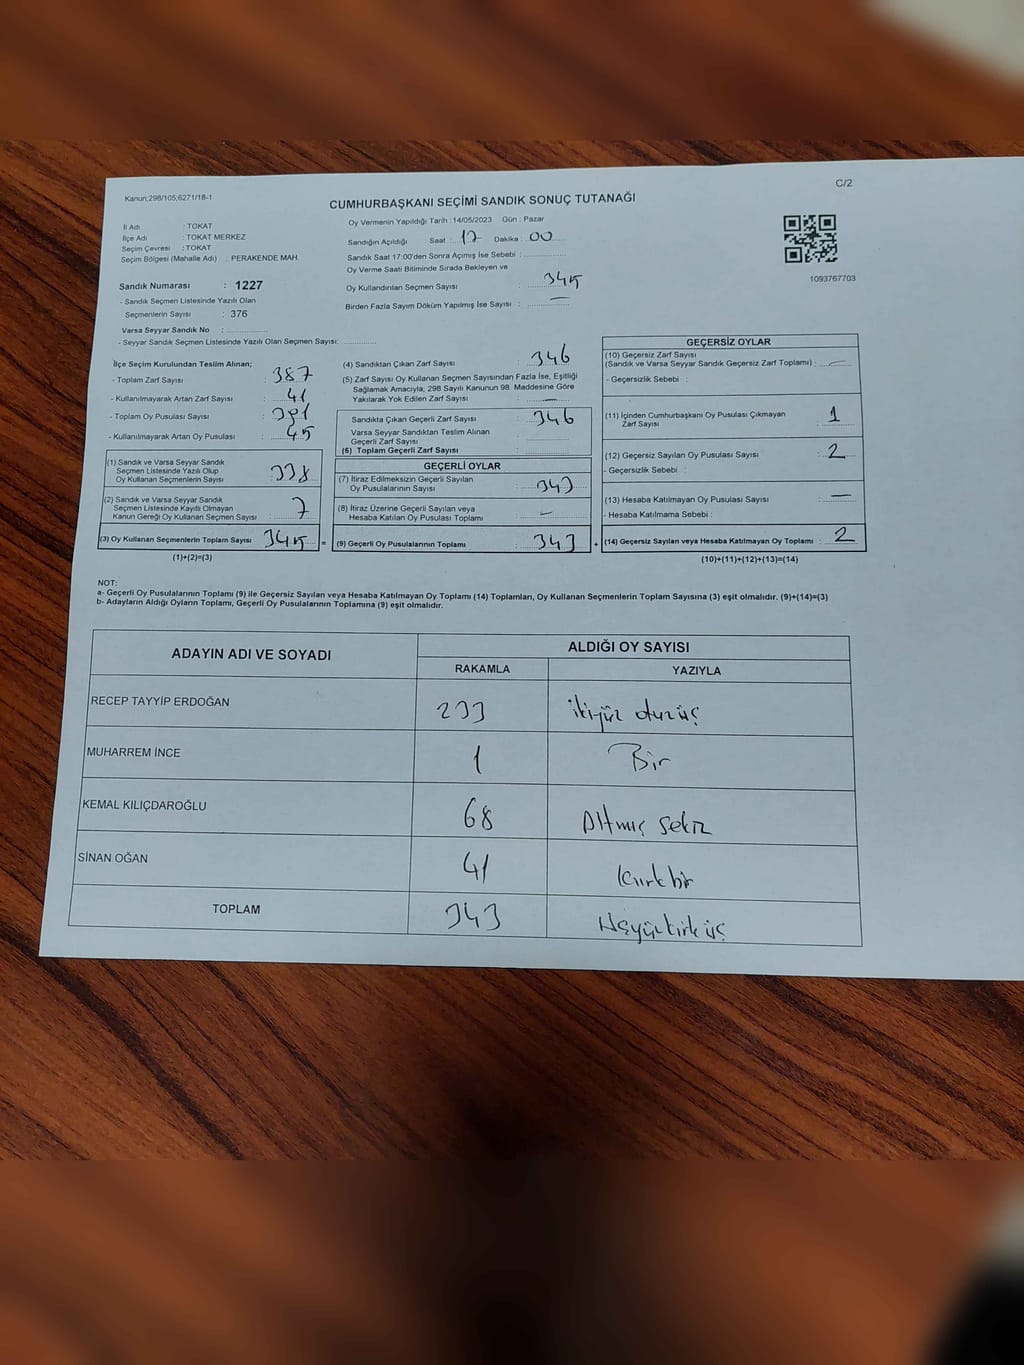 Kanun;298/105;6271/18-1
C/2
CUMHURBAŞKANI SEÇİMİ SANDIK SONUÇ TUTANAĞI
İl Adı : TOKAT
İlçe Adı : TOKAT MERKEZ
Seçim Çevresi : TOKAT
Seçim Bölgesi (Mahalle Adı) : PERAKENDE MAH.
Sandık Numarası : 1227
- Sandık Seçmen Listesinde Yazılı Olan
Seçmenlerin Sayısı : 376
Varsa Seyyar Sandık No :
- Seyyar Sandık Seçmen Listesinde Yazılı Olan Seçmen Sayısı:
Oy Vermenin Yapıldığı Tarih : 14/05/2023 Gün : Pazar
Sandığın Açıldığı Saat : 17 Dakika : 00
Sandık Saat 17:00'den Sonra Açımış İse Sebebi :
Oy Verme Saati Bitiminde Sırada Bekleyen ve
Oy Kullandırılan Seçmen Sayısı : 345
Birden Fazla Sayım Döküm Yapılmış İse Sayısı : —
1093767703
İlçe Seçim Kurulundan Teslim Alınan;
- Toplam Zarf Sayısı : 387
- Kullanılmayarak Artan Zarf Sayısı : 41
- Toplam Oy Pusulası Sayısı : 391
- Kullanılmayarak Artan Oy Pusulası : 45
(1) Sandık ve Varsa Seyyar Sandık
Seçmen Listesinde Yazılı Olup
Oy Kullanan Seçmenlerin Sayısı : 338
(2) Sandık ve Varsa Seyyar Sandık
Seçmen Listesinde Kayıtlı Olmayan
Kanun Gereği Oy Kullanan Seçmen Sayısı : 7
(3) Oy Kullanan Seçmenlerin Toplam Sayısı : 345 =
(1)+(2)=(3)
(4) Sandıktan Çıkan Zarf Sayısı : 346
(5) Zarf Sayısı Oy Kullanan Seçmen Sayısından Fazla İse, Eşitliği
Sağlamak Amacıyla; 298 Sayılı Kanunun 98. Maddesine Göre
Yakılarak Yok Edilen Zarf Sayısı : —
Sandıkta Çıkan Geçerli Zarf Sayısı : 346
Varsa Seyyar Sandıktan Teslim Alınan
Geçerli Zarf Sayısı :
(6) Toplam Geçerli Zarf Sayısı :
GEÇERLİ OYLAR
(7) İtiraz Edilmeksizin Geçerli Sayılan
Oy Pusulalarının Sayısı : 343
(8) İtiraz Üzerine Geçerli Sayılan veya
Hesaba Katılan Oy Pusulası Toplamı : —
(9) Geçerli Oy Pusulalarının Toplamı : 343 +
GEÇERSİZ OYLAR
(10) Geçersiz Zarf Sayısı
(Sandık ve Varsa Seyyar Sandık Geçersiz Zarf Toplamı) : —
- Geçersizlik Sebebi :
(11) İçinden Cumhurbaşkanı Oy Pusulası Çıkmayan
Zarf Sayısı : 1
(12) Geçersiz Sayılan Oy Pusulası Sayısı : 2
- Geçersizlik Sebebi :
(13) Hesaba Katılmayan Oy Pusulası Sayısı : —
- Hesaba Katılmama Sebebi :
(14) Geçersiz Sayılan veya Hesaba Katılmayan Oy Toplamı : 2
(10)+(11)+(12)+(13)=(14)
NOT:
a- Geçerli Oy Pusulalarının Toplamı (9) ile Geçersiz Sayılan veya Hesaba Katılmayan Oy Toplamı (14) Toplamları, Oy Kullanan Seçmenlerin Toplam Sayısına (3) eşit olmalıdır. (9)+(14)=(3)
b- Adayların Aldığı Oyların Toplamı, Geçerli Oy Pusulalarının Toplamına (9) eşit olmalıdır.
ADAYIN ADI VE SOYADI
ALDIĞI OY SAYISI
RAKAMLA YAZIYLA
RECEP TAYYİP ERDOĞAN 233 ikiyüz otuzüç
MUHARREM İNCE 1 Bir
KEMAL KILIÇDAROĞLU 68 Altmış sekiz
SİNAN OĞAN 41 kırkbir
TOPLAM 343 üçyüzkırküç